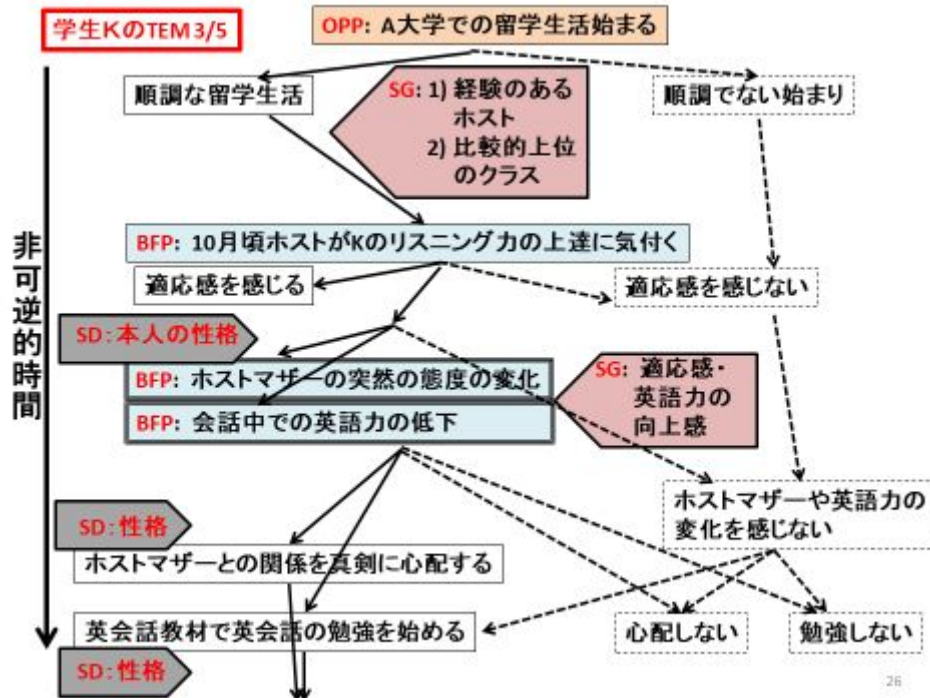 学生KのTEM 3/5
OPP: A大学での留学生活始まる
順調な留学生活
SG: 1) 経験のある
ホスト
2) 比較的上位
のクラス
順調でない始まり
非可逆的時間
BFP: 10月頃ホストがKのリスニング力の上達に気付く
適応感を感じる
適応感を感じない
SD:本人の性格
BFP: ホストマザーの突然の態度の変化
BFP: 会話中での英語力の低下
SG: 適応感・
英語力の
向上感
ホストマザーや英語力の
変化を感じない
SD:性格
ホストマザーとの関係を真剣に心配する
英会話教材で英会話の勉強を始める
心配しない
勉強しない
SD:性格
26